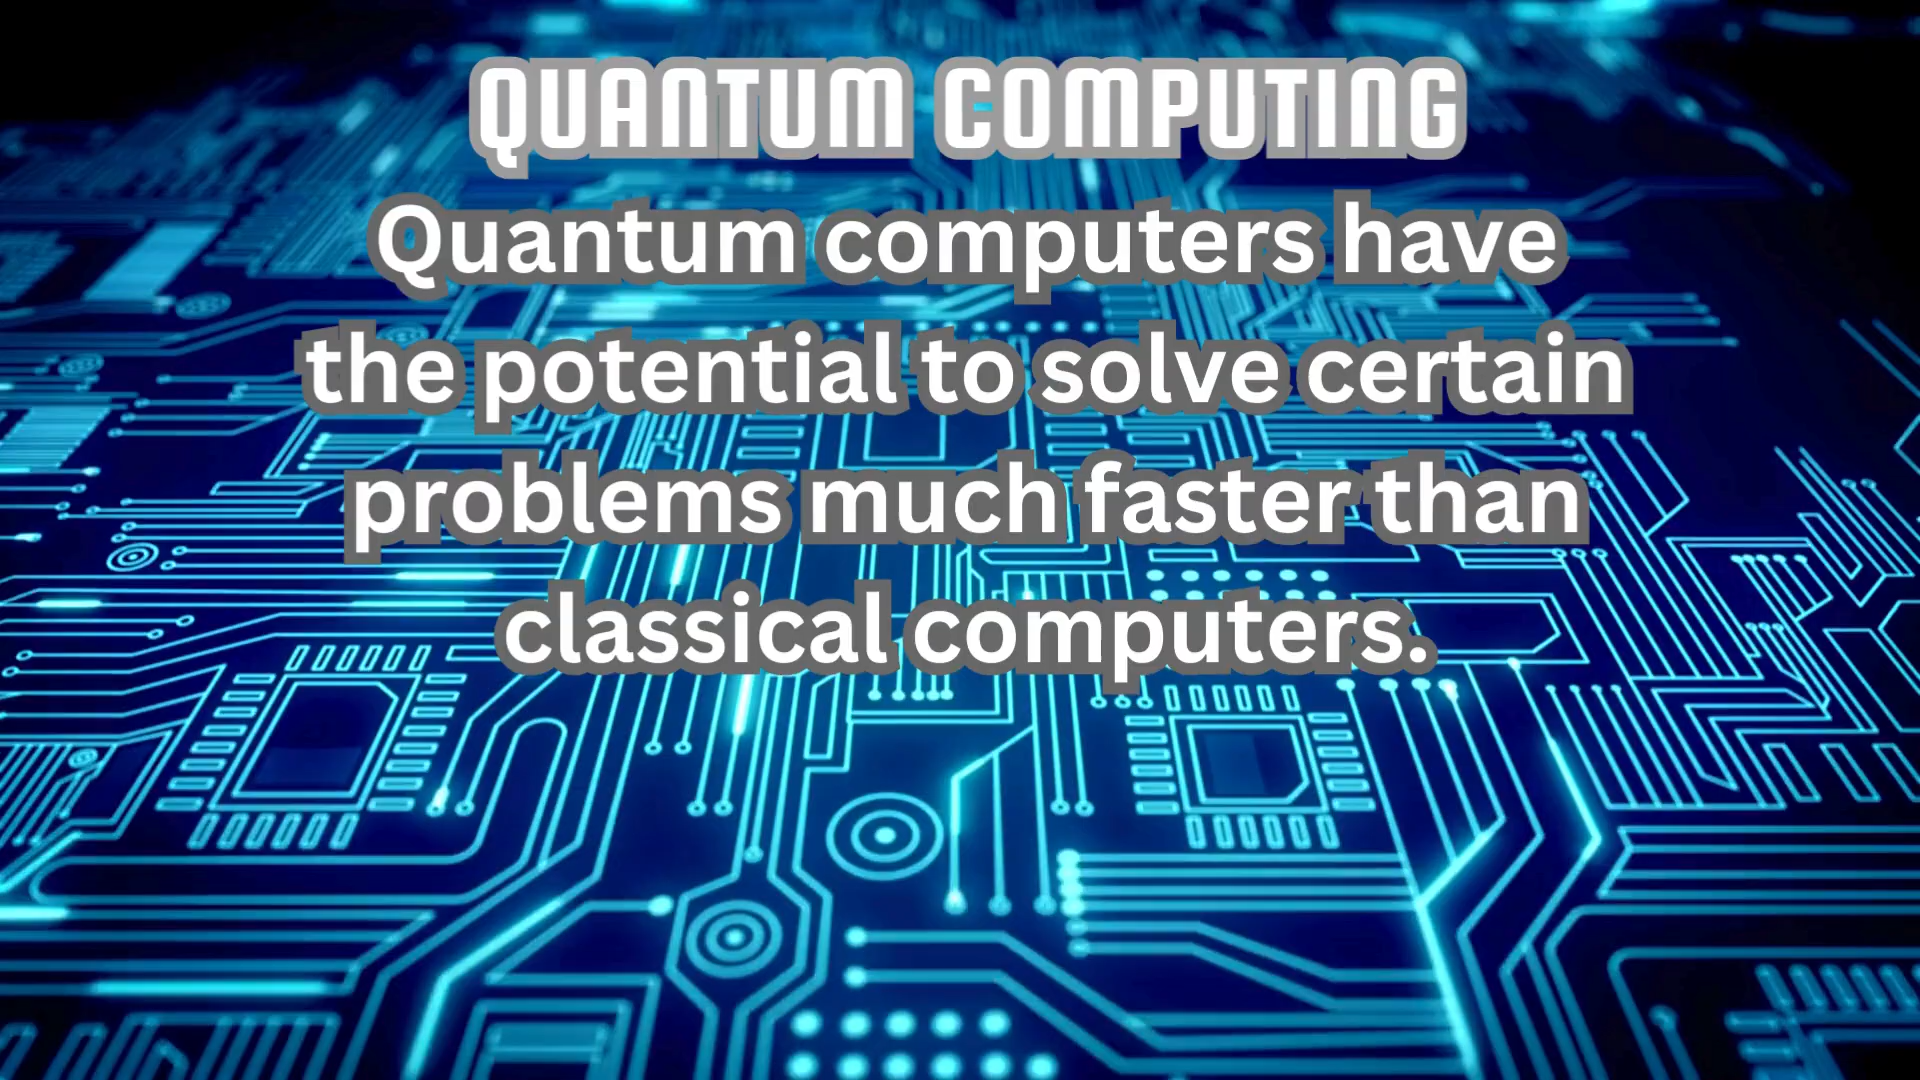 QUANTUM COMPUTING
Quantum computers have
the potential to solve certain
problems much faster than
classical computers.